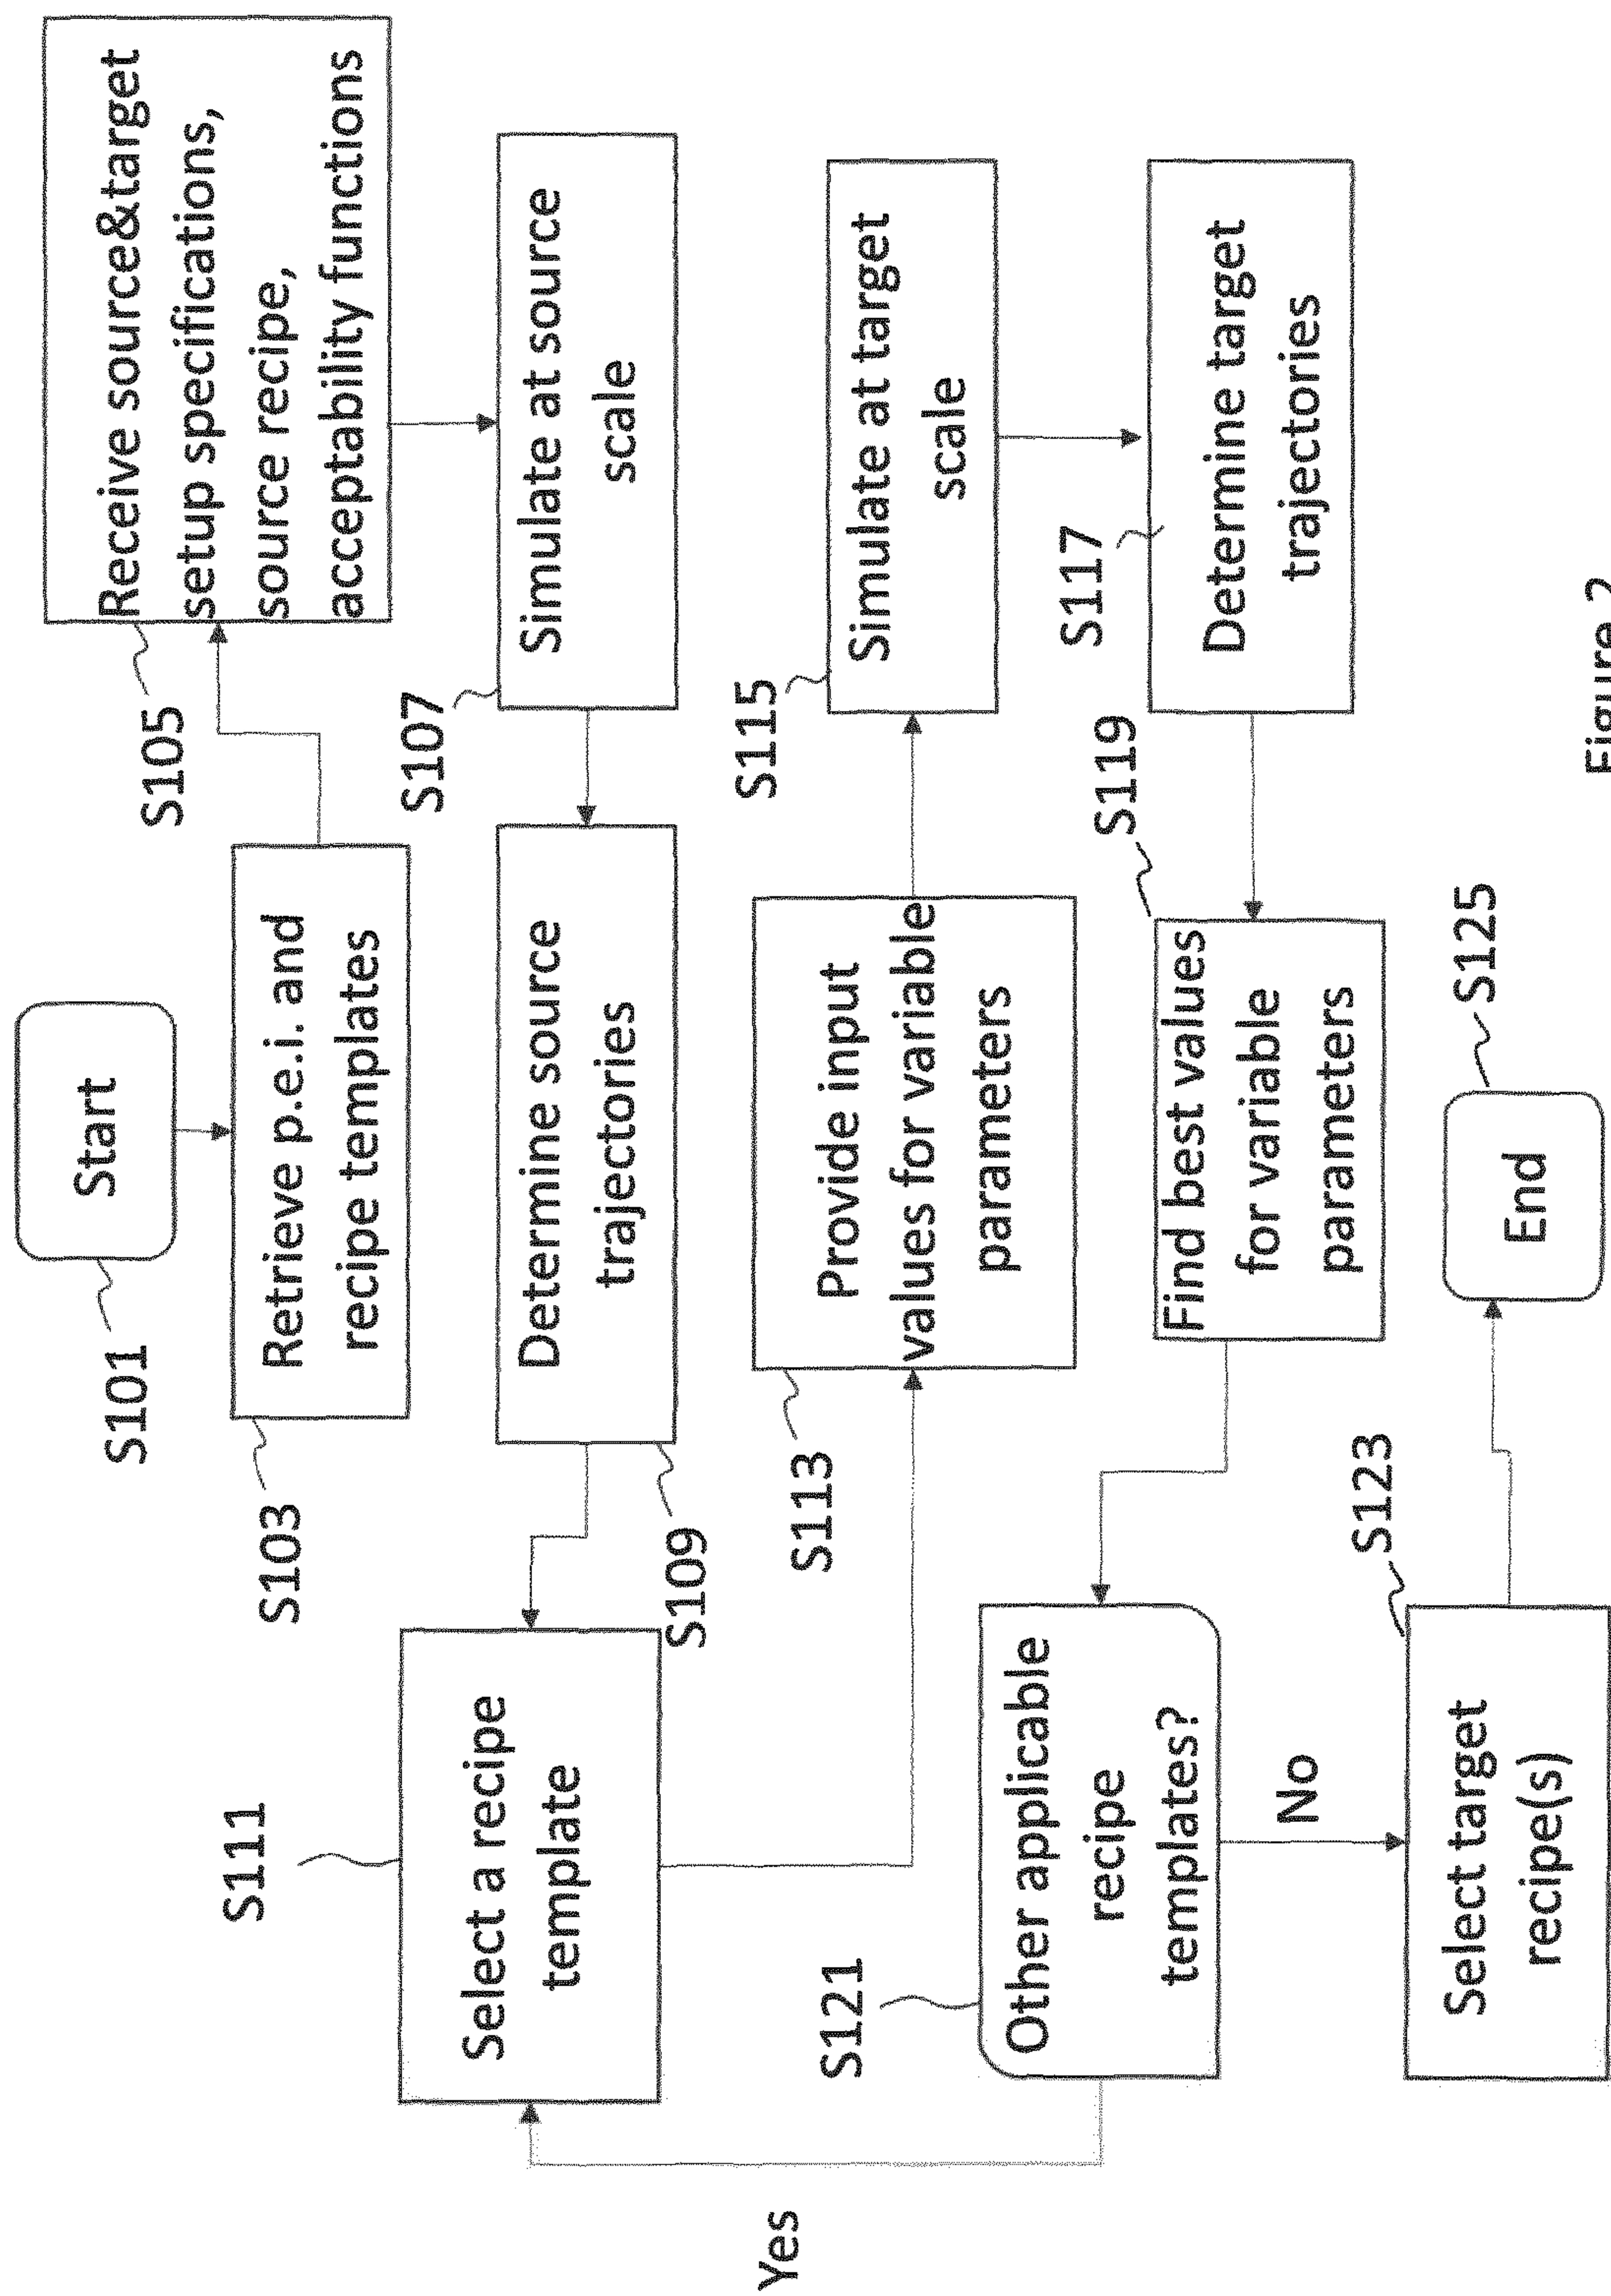 Start
S101
Retrieve p.e.i. and
recipe templates
S103
Receive source&target
setup specifications,
source recipe,
acceptability functions
S105
Simulate at source
scale
S107
Determine source
trajectories
S109
Select a recipe
template
S111
Provide input
values for variable
parameters
S113
Simulate at target
scale
S115
Determine target
trajectories
S117
Find best values
for variable
parameters
S119
Other applicable
recipe
templates?
S121
Yes
No
Select target
recipe(s)
S123
End
S125
Figure 2